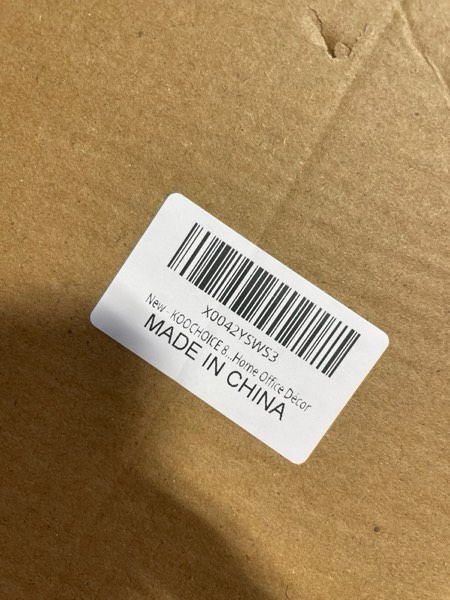 X0042YSWS3
New - KOOCHOICE 8...Home Office Décor
MADE IN CHINA